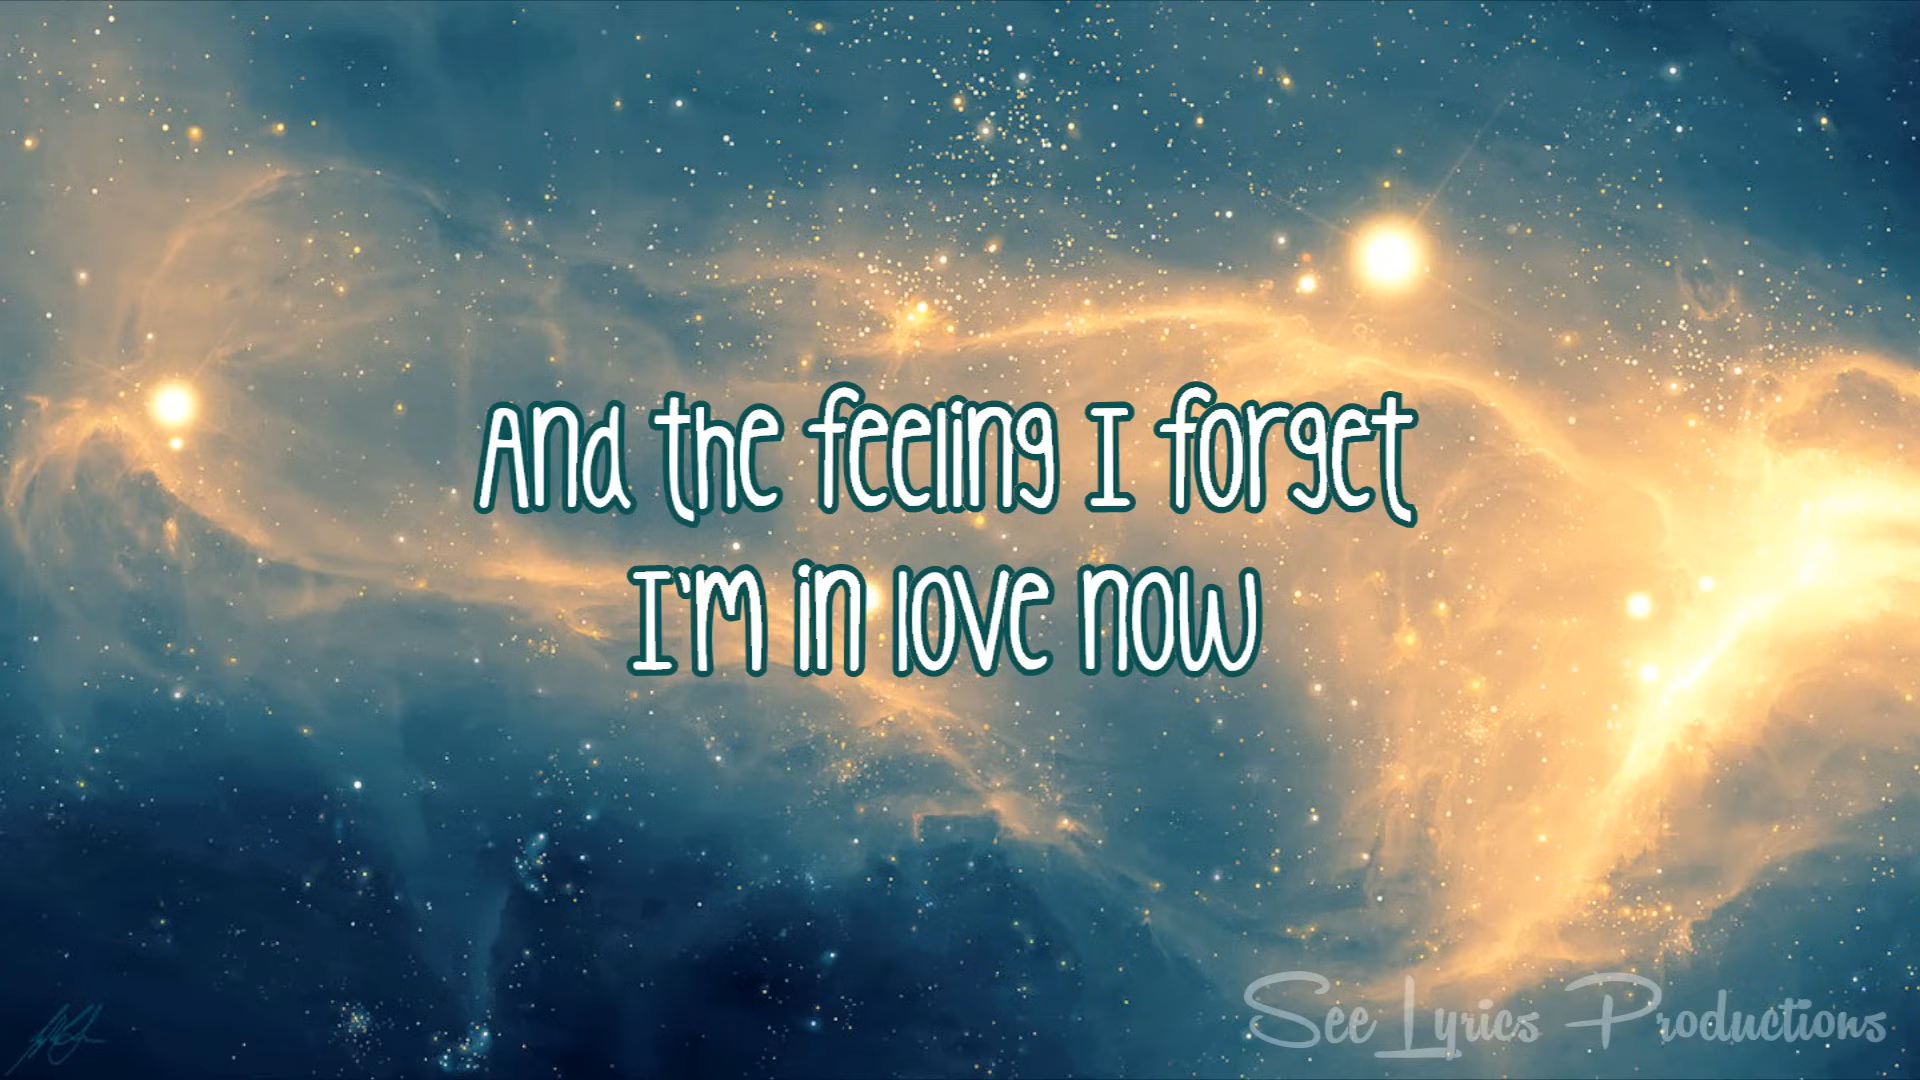 And the feeling I forget
I'm in love now
See Lyrics Productions